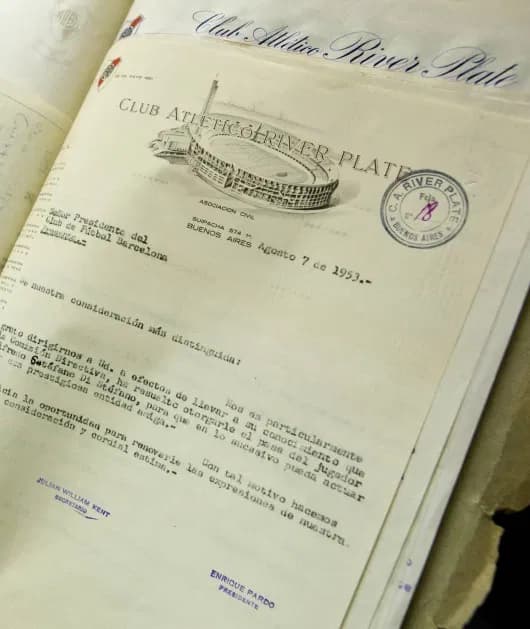 Club Atlético River Plate
CLUB ATLETICO RIVER PLATE
ASOCIACION CIVIL
SUIPACHA 574
BUENOS AIRES
C. A. RIVER PLATE
Folio
Nº 18
BUENOS AIRES
Agosto 7 de 1953.-
Señor Presidente del
Club de Fútbol Barcelona
de nuestra consideración más distinguida:
Nos es particularmente
grato dirigirnos a Ud. a efectos de llevar a su conocimiento que
la Comisión Directiva, ha resuelto otorgarle el pase del jugador
Di Stéfano, para que en lo sucesivo pueda actuar
prestigiosa entidad amiga.-
Con tal motivo hacemos
la oportunidad para renovarle las expresiones de nuestra
consideración y cordial estima.-
JULIAN WILLIAM KENT
SECRETARIO
ENRIQUE PARDO
PRESIDENTE